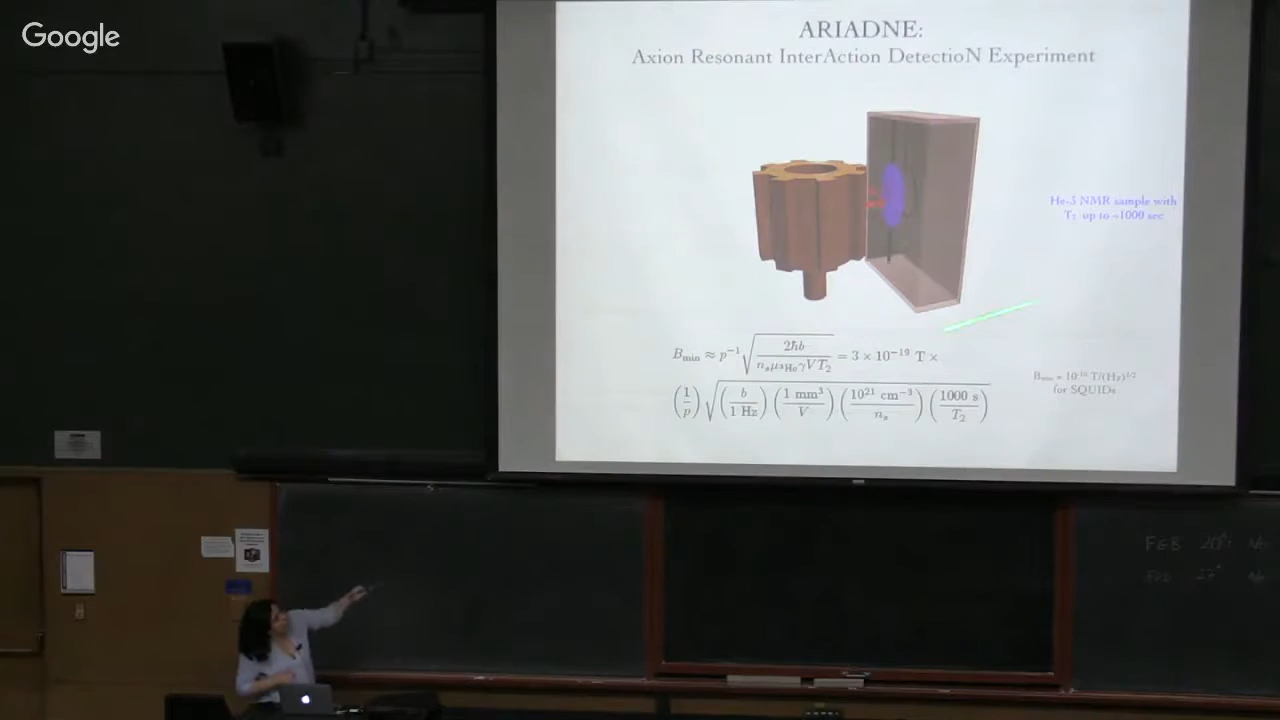 Google
ARIADNE:
Axion Resonant InterAction DetectioN Experiment
He-3 NMR sample with
T₂ up to ~1000 sec
B_min ≈ p⁻¹ √(2ħb / n_s μ_³He γ V T₂) = 3 × 10⁻¹⁹ T ×
(1/p) √((b / 1 Hz) (1 mm³ / V) (10²¹ cm⁻³ / n_s) (1000 s / T₂))
for SQUIDs